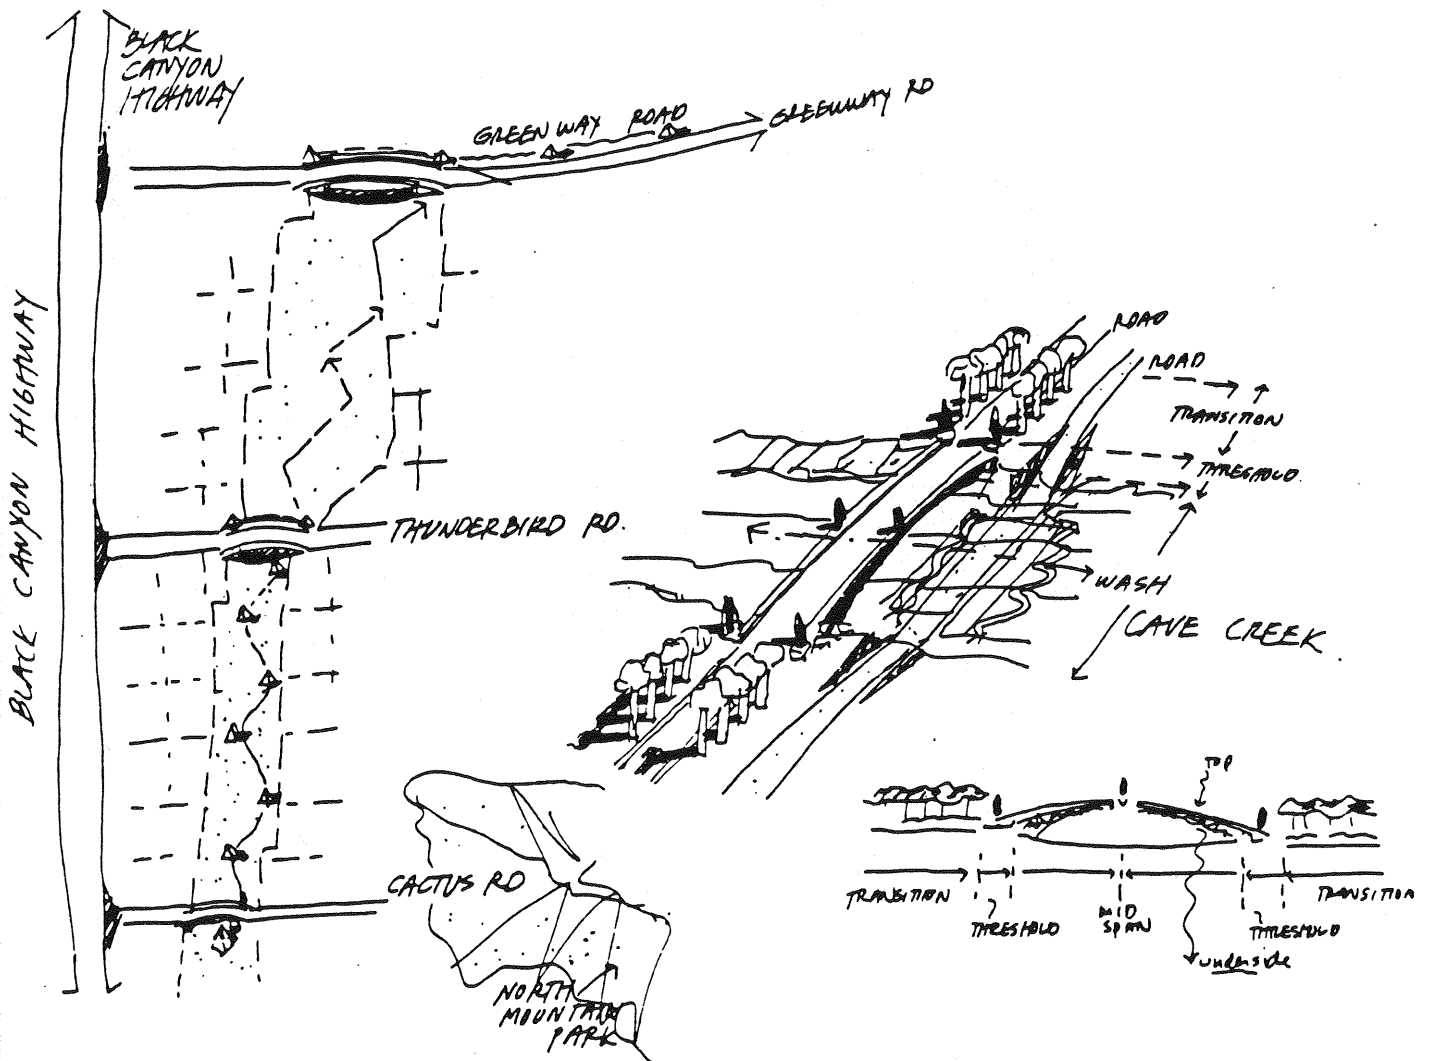 BLACK
CANYON
HIGHWAY
GREENWAY ROAD
GREENWAY RD
BLACK CANYON HIGHWAY
ROAD
ROAD
TRANSITION
THRESHOLD
THUNDERBIRD RD.
WASH
CAVE CREEK
TOP
CACTUS RD
TRANSITION
THRESHOLD
MID
SPAN
THRESHOLD
TRANSITION
underside
NORTH
MOUNTAIN
PARK